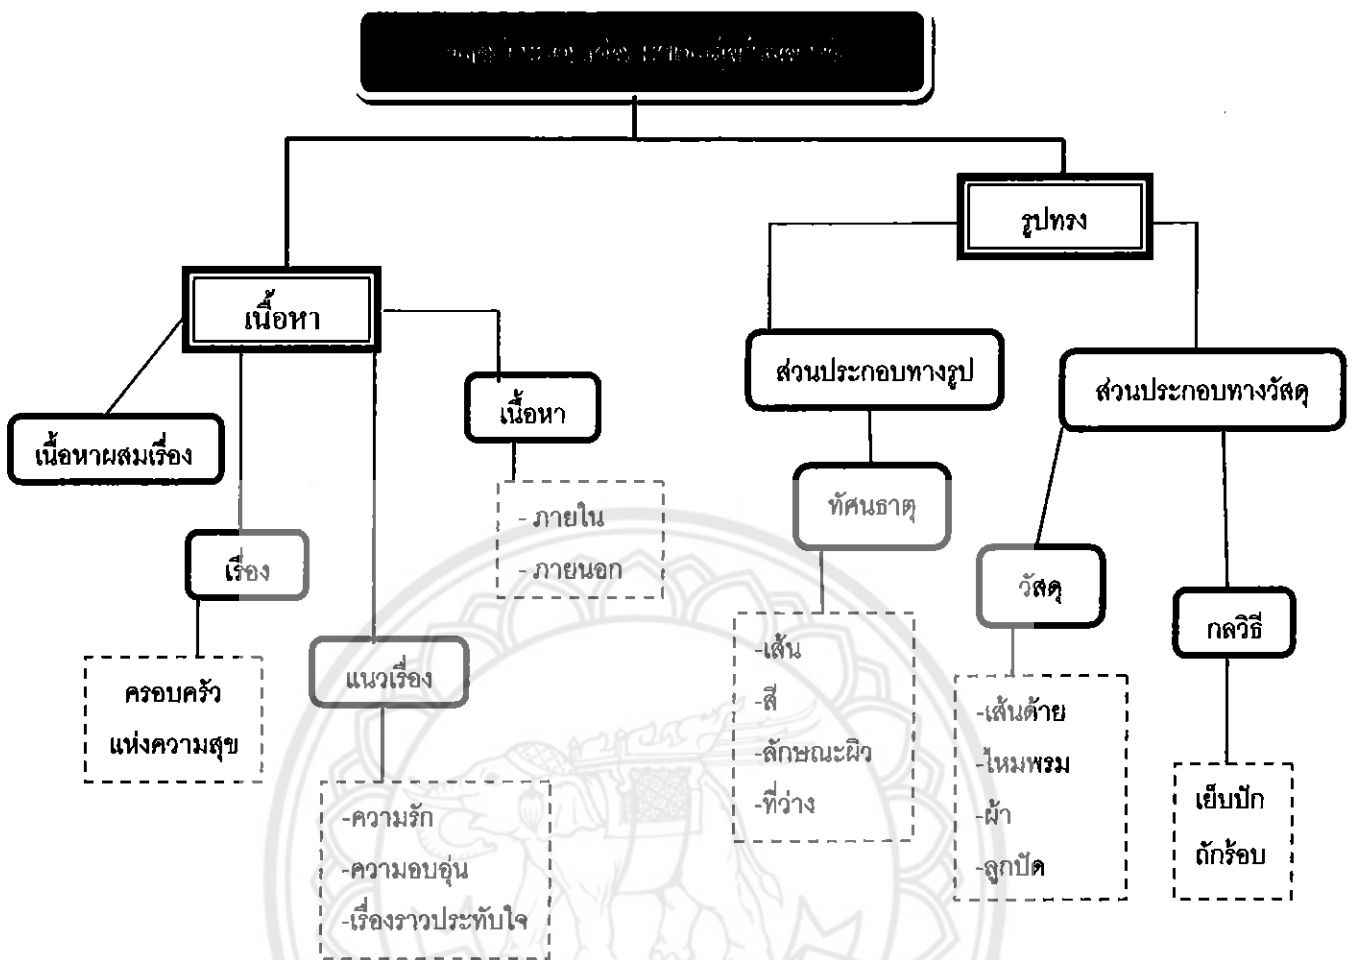 รูปทรง
เนื้อหา
ส่วนประกอบทางรูป
ส่วนประกอบทางวัสดุ
เนื้อหา
เนื้อหาผสมเรื่อง
ทัศนธาตุ
- ภายใน
- ภายนอก
เรื่อง
วัสดุ
กลวิธี
-เส้น
-สี
-ลักษณะผิว
-ที่ว่าง
แนวเรื่อง
ครอบครัว
แห่งความสุข
-เส้นด้าย
-ไหมพรม
-ผ้า
-ลูกปัด
เย็บปัก
ถักร้อย
-ความรัก
-ความอบอุ่น
-เรื่องราวประทับใจ